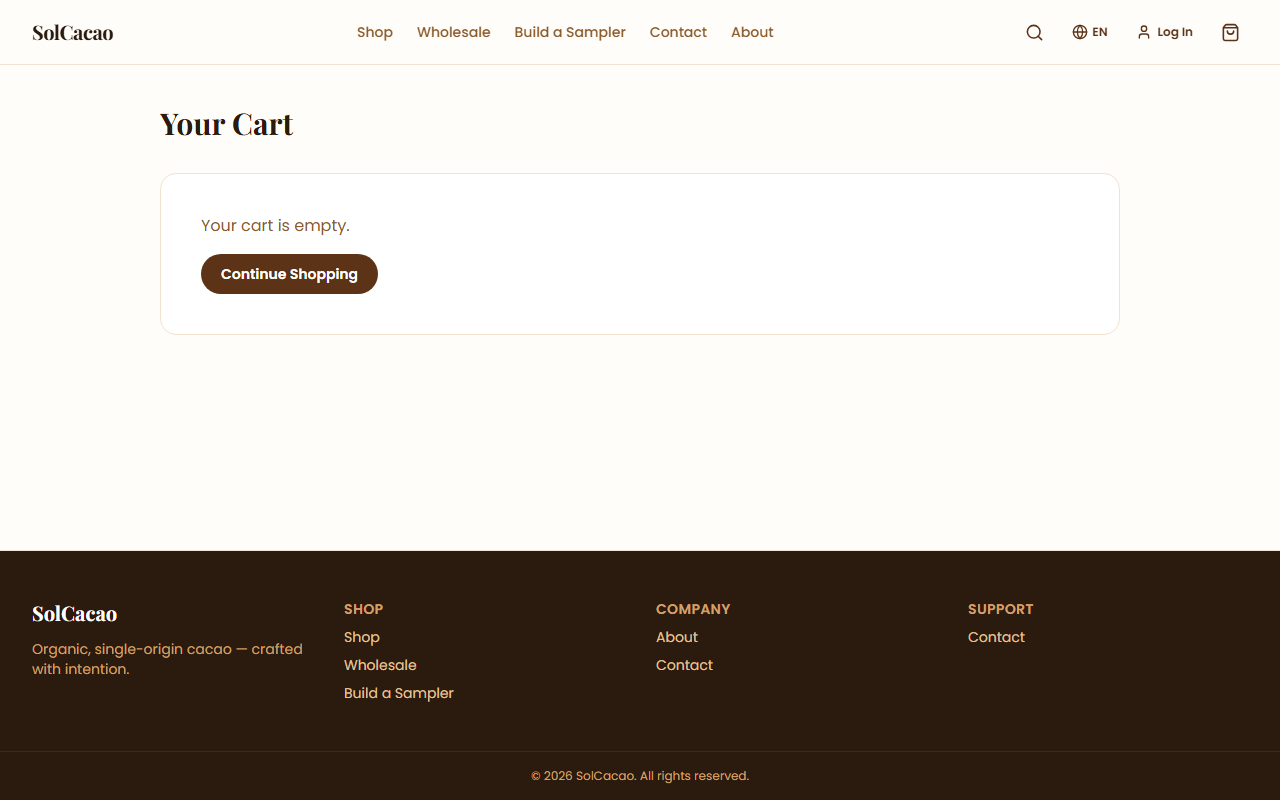 SolCacao
Shop
Wholesale
Build a Sampler
Contact
About
EN
Log In
Your Cart
Your cart is empty.
Continue Shopping
SolCacao
Organic, single-origin cacao — crafted
with intention.
SHOP
Shop
Wholesale
Build a Sampler
COMPANY
About
Contact
SUPPORT
Contact
© 2026 SolCacao. All rights reserved.